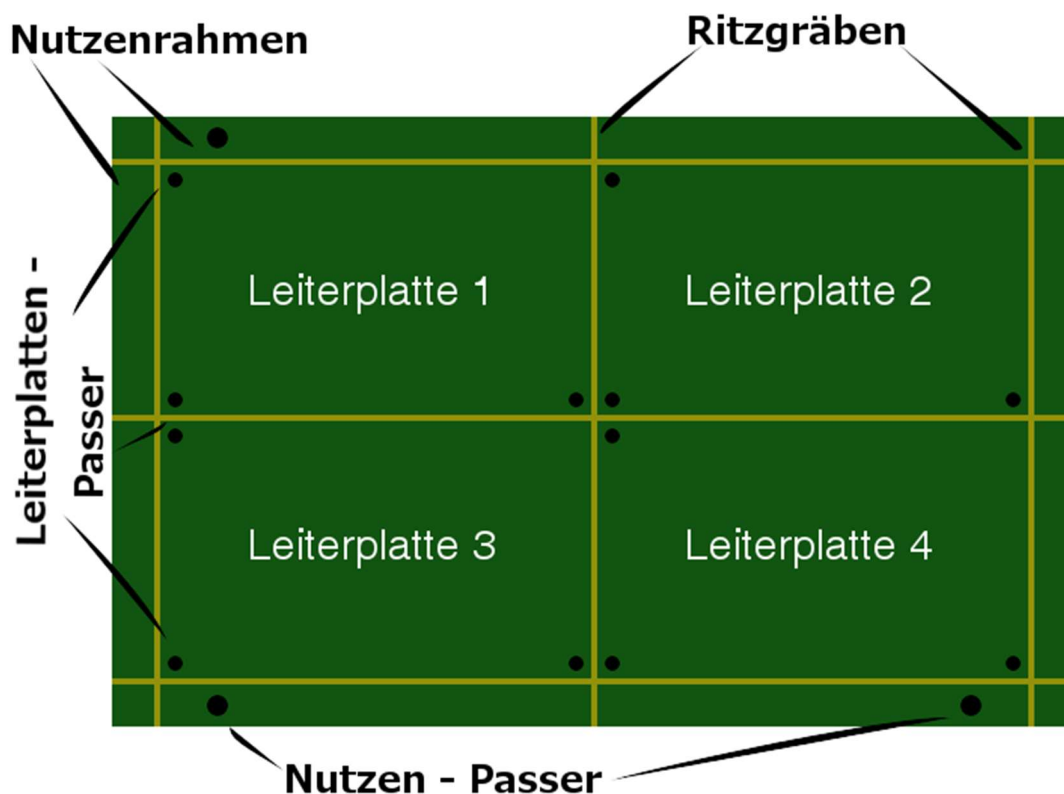 Nutzenrahmen
Ritzgräben
Leiterplatten -
Passer
Leiterplatte 1
Leiterplatte 2
Leiterplatte 3
Leiterplatte 4
Nutzen - Passer